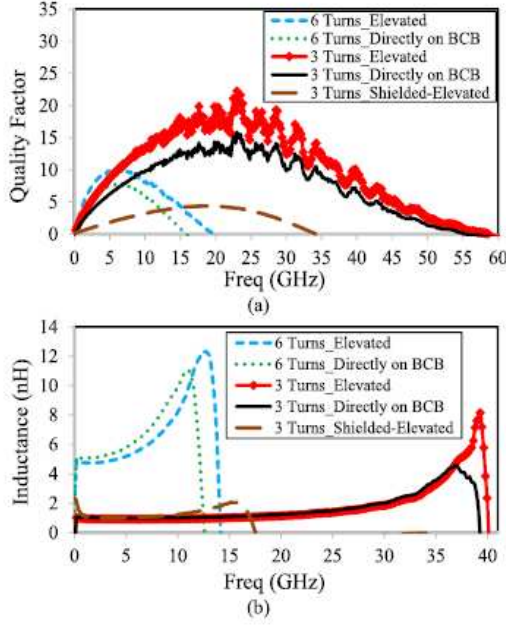 35
30
25
20
15
10
5
0
Quality Factor
6 Turns_Elevated
6 Turns_Directly on BCB
3 Turns_Elevated
3 Turns_Directly on BCB
3 Turns_Shielded-Elevated
0 5 10 15 20 25 30 35 40 45 50 55 60
Freq (GHz)
(a)
14
12
10
8
6
4
2
0
Inductance (nH)
6 Turns_Elevated
6 Turns_Directly on BCB
3 Turns_Elevated
3 Turns_Directly on BCB
3 Turns_Shielded-Elevated
0 5 10 15 20 25 30 35 40
Freq (GHz)
(b)